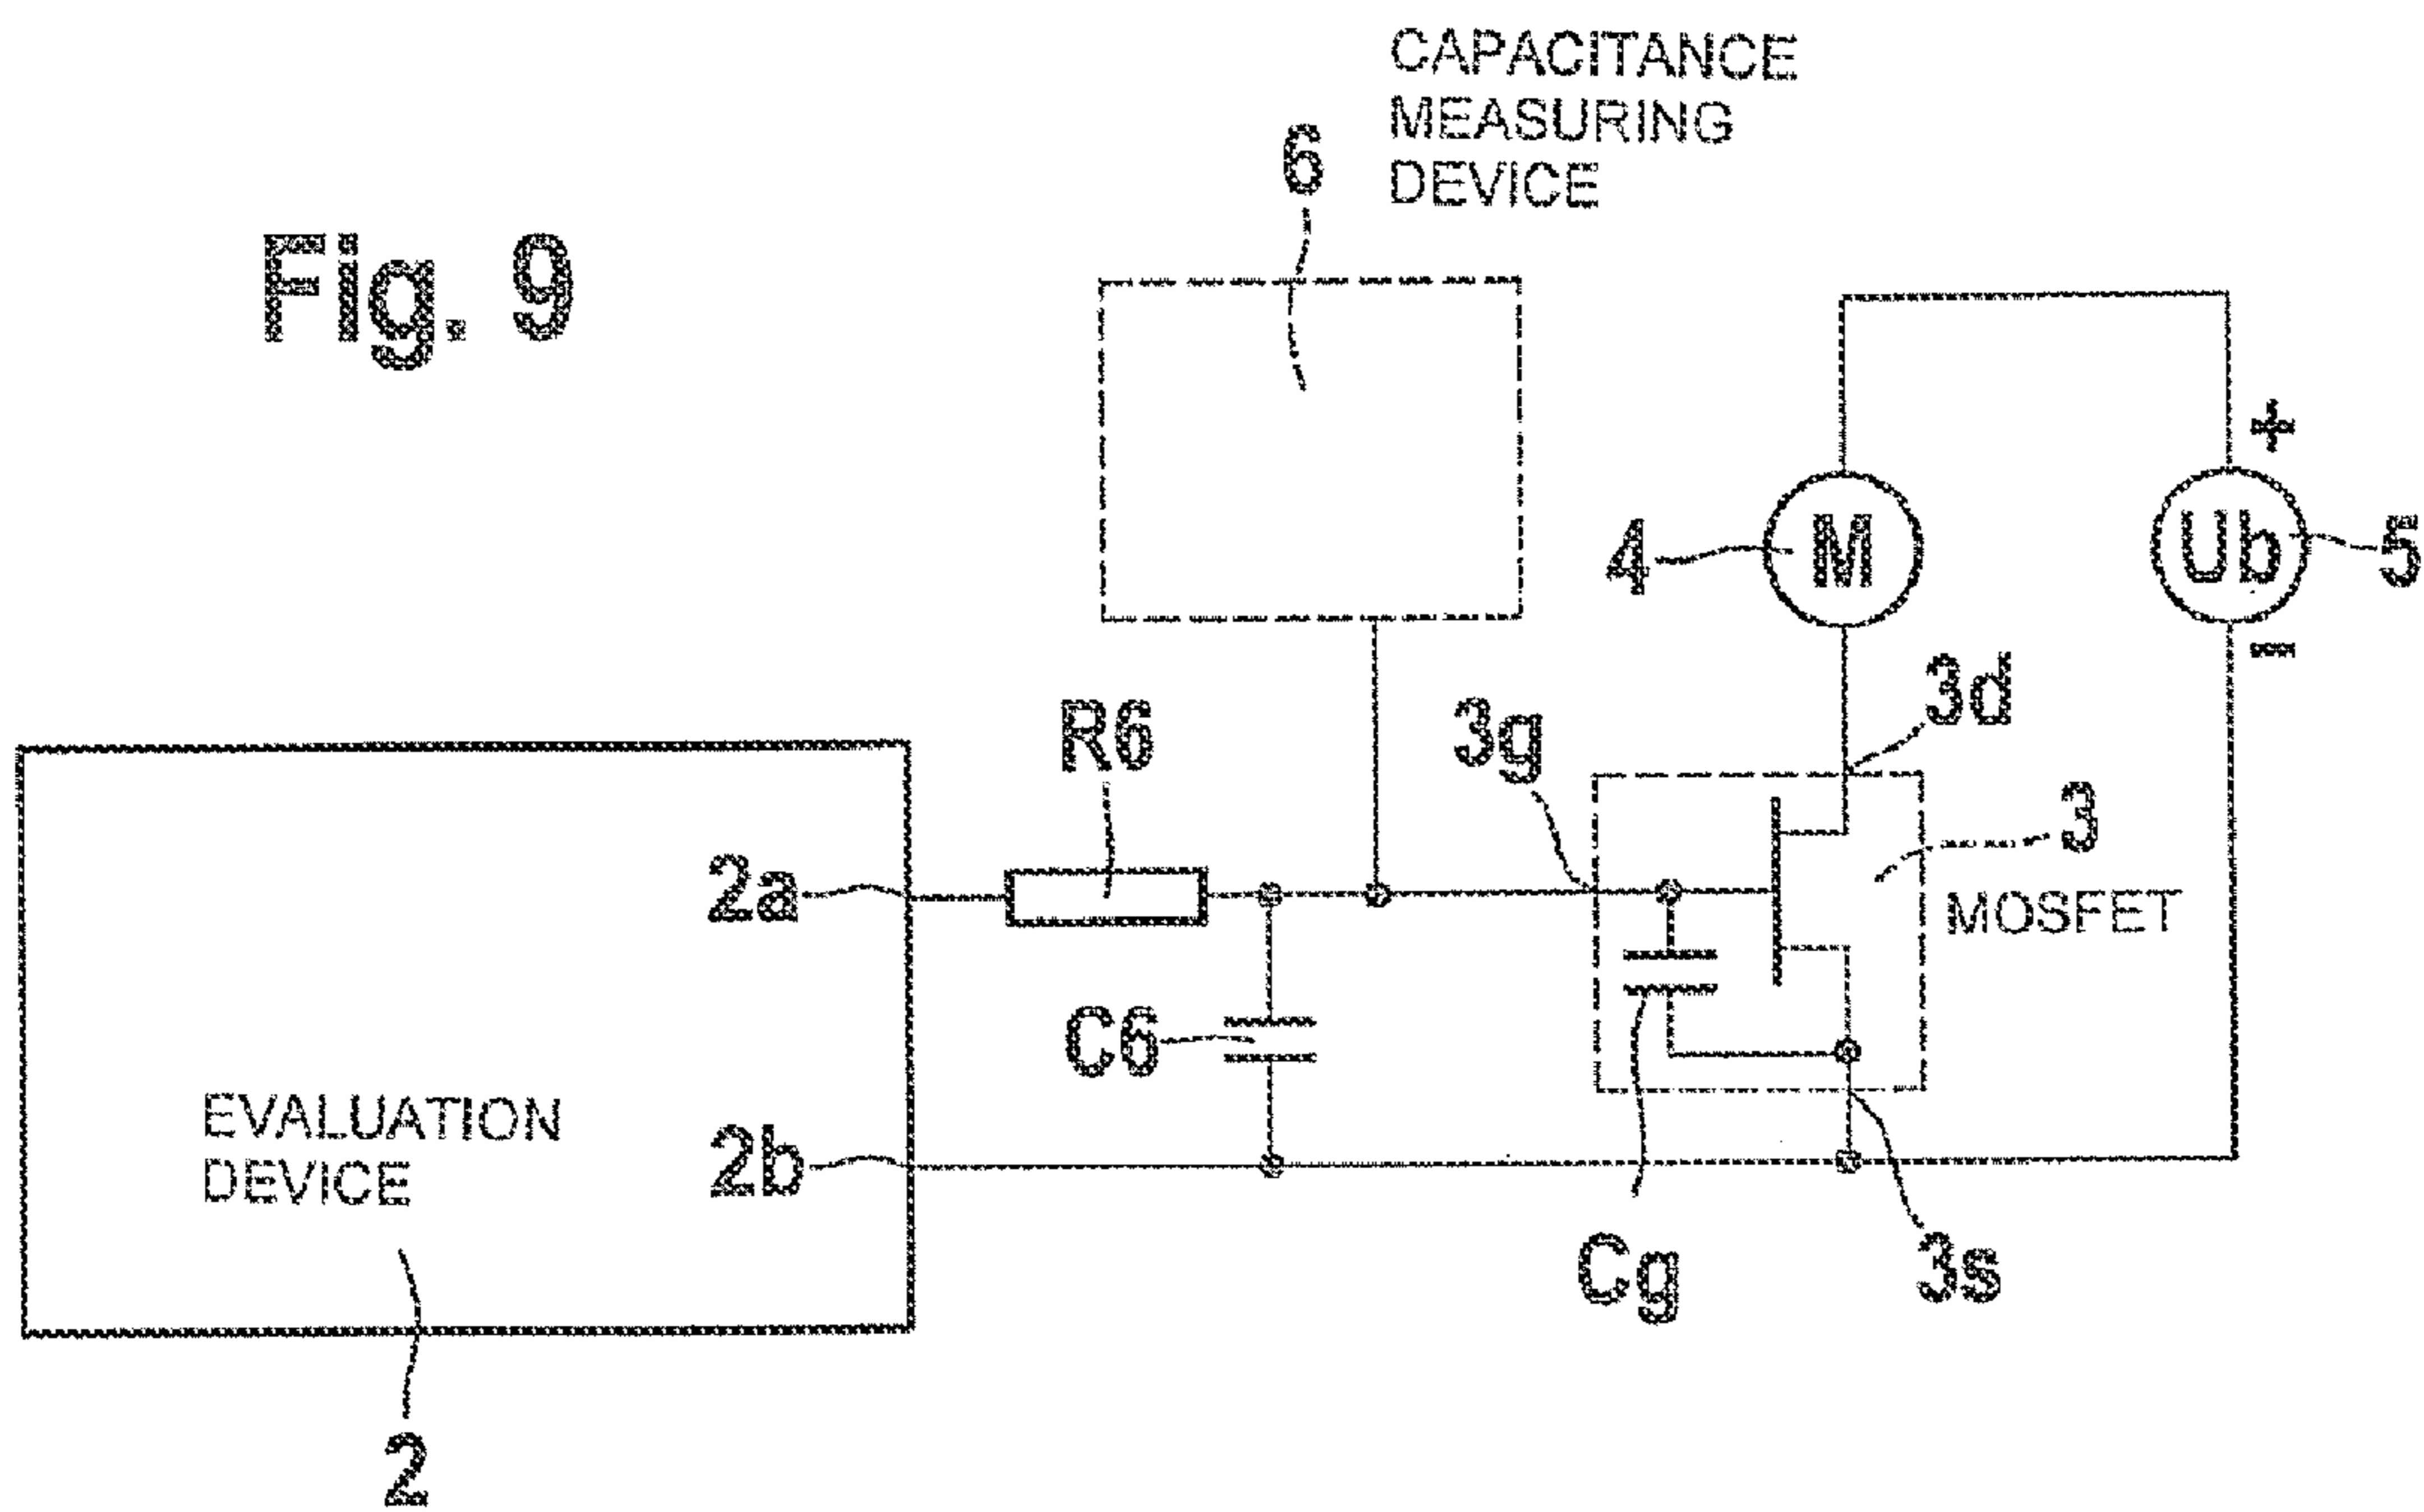 CAPACITANCE
MEASURING
DEVICE
6
Fig. 9
+
4
M
Ub
5
−
3d
R6
3g
3
2a
MOSFET
C6
EVALUATION
DEVICE
2b
Cg
3s
2